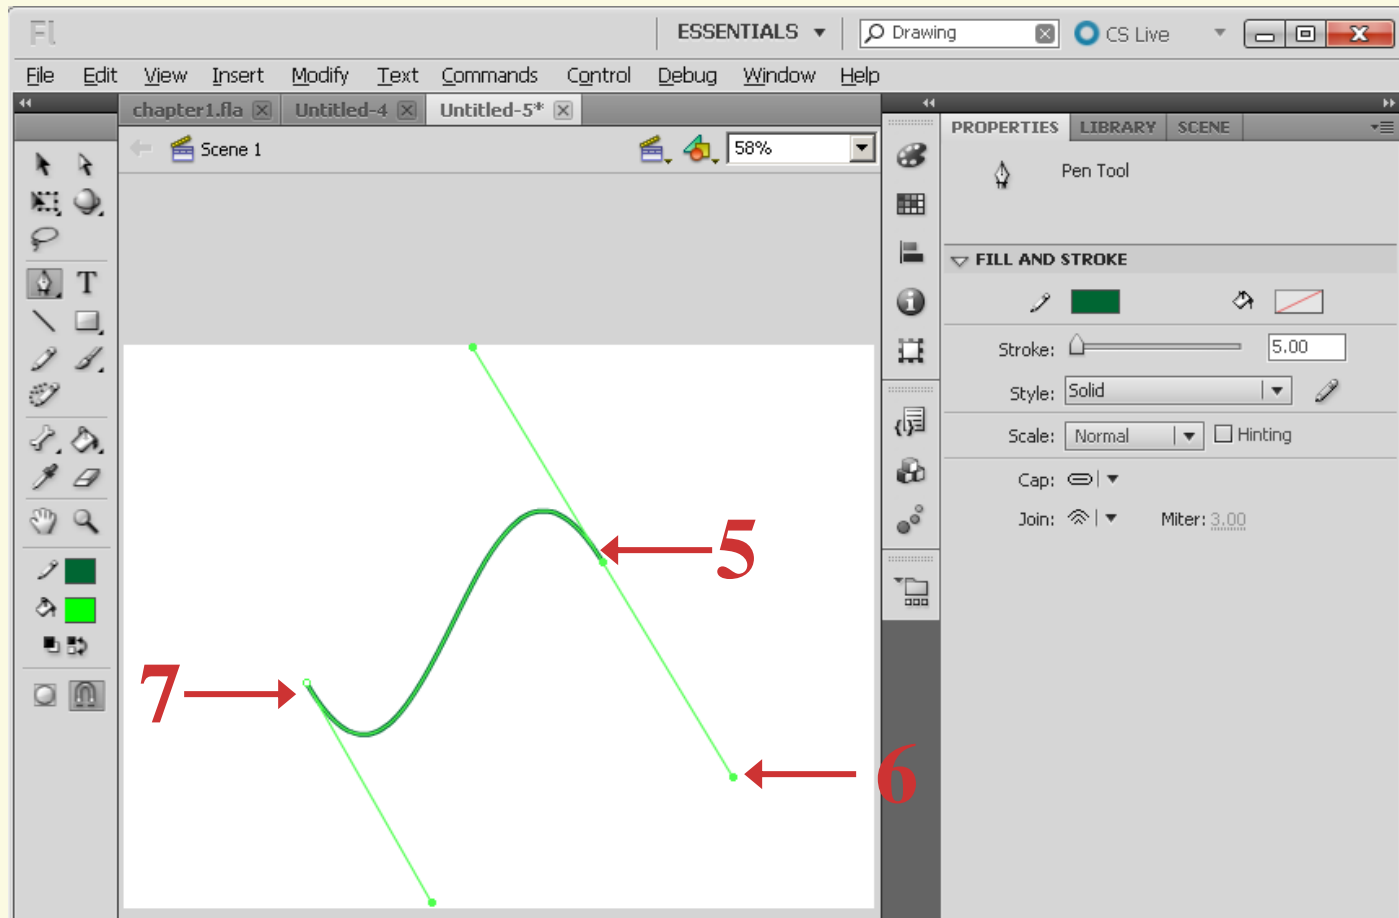 Fl
ESSENTIALS
Drawing
CS Live
File Edit View Insert Modify Text Commands Control Debug Window Help
chapter1.fla
Untitled-4
Untitled-5*
Scene 1
58%
PROPERTIES
LIBRARY
SCENE
Pen Tool
FILL AND STROKE
Stroke: 5.00
Style: Solid
Scale: Normal Hinting
Cap:
Join: Miter: 3.00
T
5
7
6